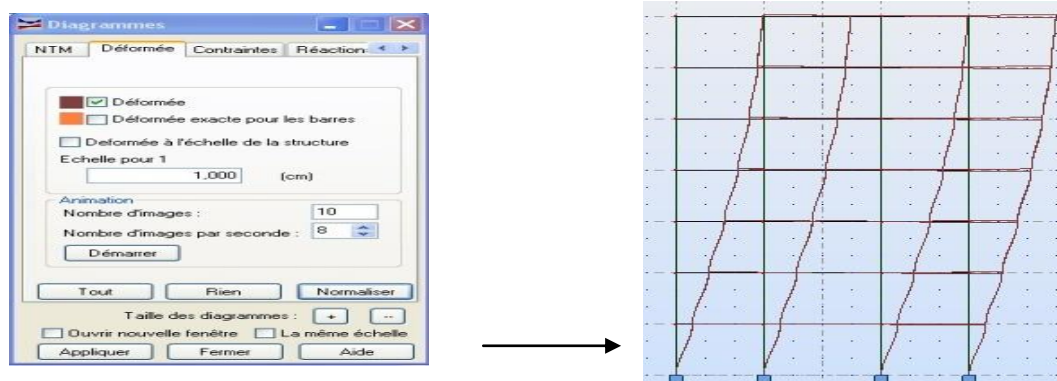 Diagrammes
NTM Déformée Contraintes Réaction
Déformée
Déformée exacte pour les barres
Deformée à l'échelle de la structure
Echelle pour 1
1,000 (cm)
Animation
Nombre d'images : 10
Nombre d'images par seconde : 8
Démarrer
Tout Rien Normaliser
Taille des diagrammes : + --
Ouvrir nouvelle fenêtre La même échelle
Appliquer Fermer Aide